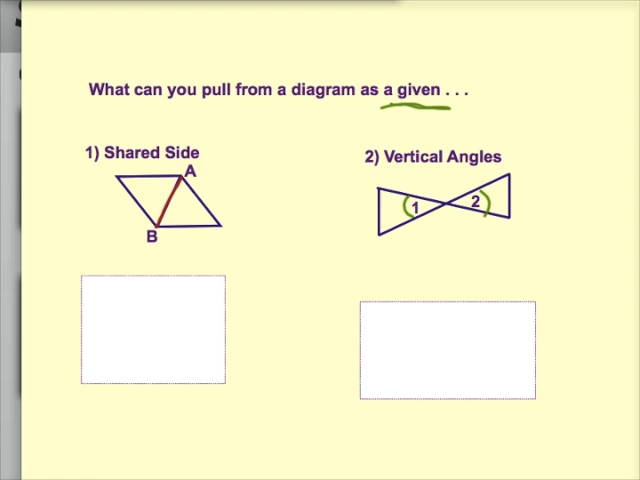 What can you pull from a diagram as a given . . .
1) Shared Side
A
B
2) Vertical Angles
1
2